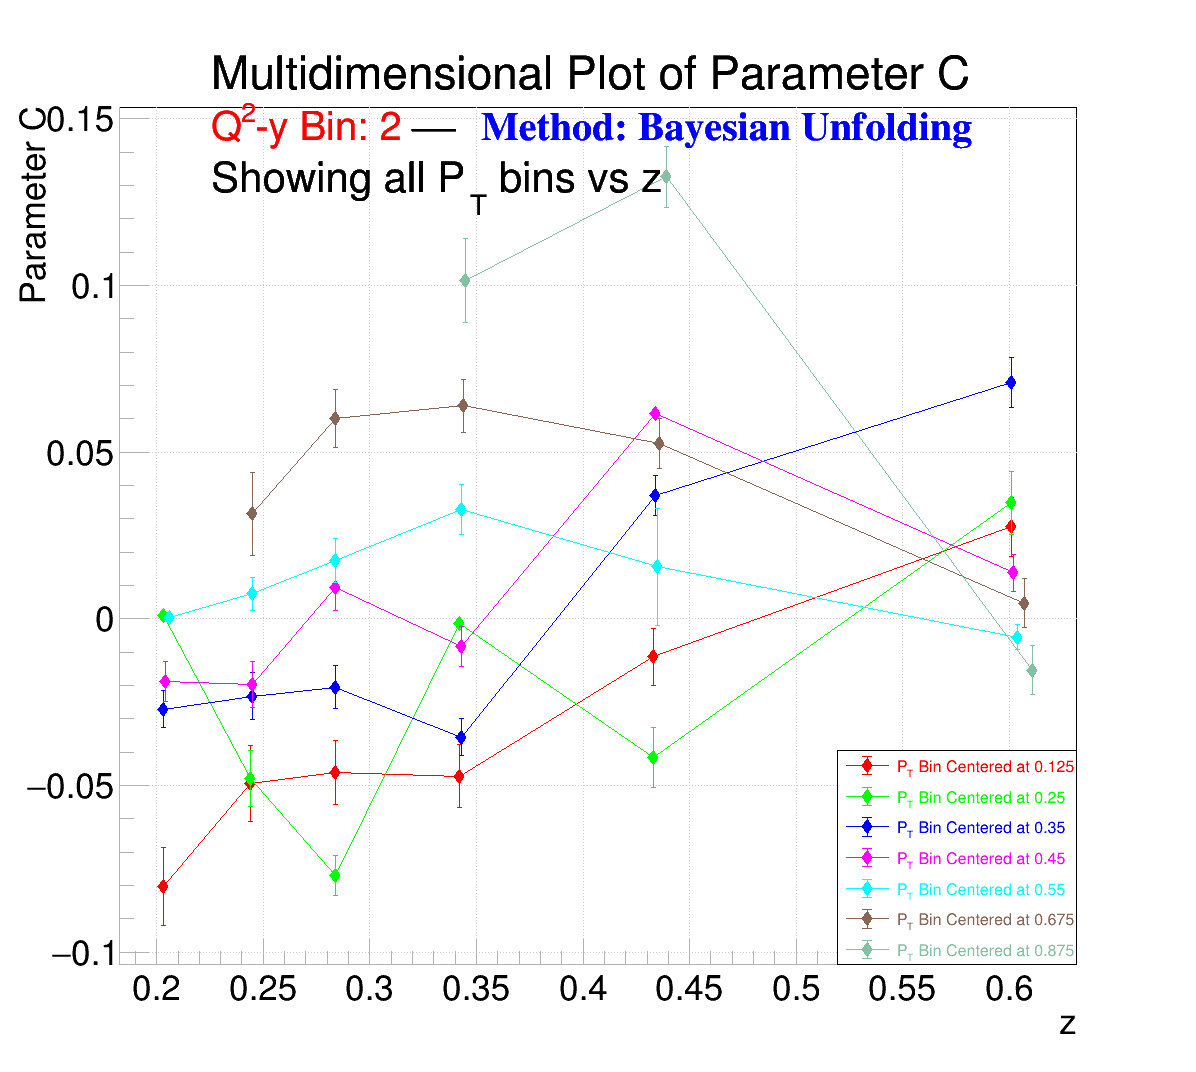 Multidimensional Plot of Parameter C
Q2-y Bin: 2 — Method: Bayesian Unfolding
Showing all PT bins vs z
Parameter C
0.15
0.1
0.05
0
−0.05
−0.1
0.2 0.25 0.3 0.35 0.4 0.45 0.5 0.55 0.6
z
PT Bin Centered at 0.125
PT Bin Centered at 0.25
PT Bin Centered at 0.35
PT Bin Centered at 0.45
PT Bin Centered at 0.55
PT Bin Centered at 0.675
PT Bin Centered at 0.875